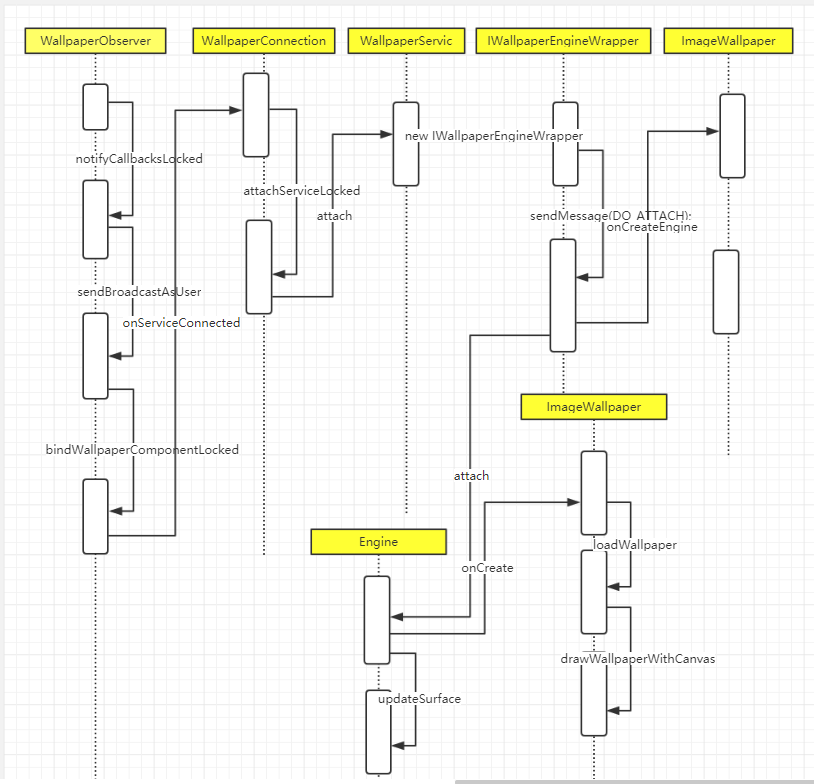 WallpaperObserver
WallpaperConnection
WallpaperServic
IWallpaperEngineWrapper
ImageWallpaper
new IWallpaperEngineWrapper
notifyCallbacksLocked
attachServiceLocked
attach
sendMessage(DO_ATTACH);
onCreateEngine
sendBroadcastAsUser
onServiceConnected
ImageWallpaper
bindWallpaperComponentLocked
attach
Engine
loadWallpaper
onCreate
drawWallpaperWithCanvas
updateSurface